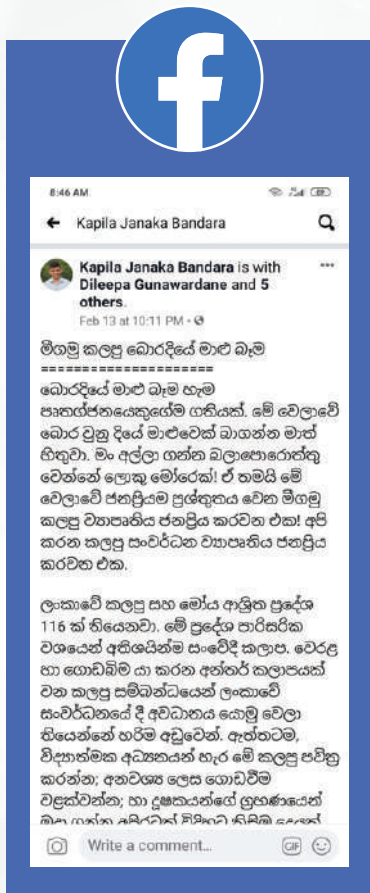 8:46 AM
Kapila Janaka Bandara
Kapila Janaka Bandara is with
Dileepa Gunawardane and 5
others.
Feb 13 at 10:11 PM
මීගමු කලපු බොරදියේ මාළු බෑම
=====================
බොරදියේ මාළු බෑම හැම
පෘතග්ජනයෙකුගේම ගතියක්. මේ වෙලාවේ
බොර වුනු දියේ මාළුවෙක් බාගන්න මාත්
හිතුවා. මං අල්ලා ගන්න බලාපොරොත්තු
වෙන්නේ ලොකු මෝරෙක්! ඒ තමයි මේ
වෙලාවේ ජනප්‍රියම ප්‍රශ්තුතය වෙන මීගමු
කලපු ව්‍යාපෘතිය ජනප්‍රිය කරවන එක! අපි
කරන කලපු සංවර්ධන ව්‍යාපෘතිය ජනප්‍රිය
කරවන එක.
ලංකාවේ කලපු සහ මෝය ආශ්‍රිත ප්‍රදේශ
116 ක් තියෙනවා. මේ ප්‍රදේශ පාරිසරික
වශයෙන් අතිශයින්ම සංවේදී කලාප. වෙරළ
හා ගොඩබිම යා කරන අන්තර් කලාපයක්
වන කලපු සම්බන්ධයෙන් ලංකාවේ
සංවර්ධනයේ දී අවධානය යොමු වෙලා
තියෙන්නේ හරිම අඩුවෙන්. ඇත්තටම,
විද්‍යාත්මක අධ්‍යනයන් හැර මේ කලපු පවිත්‍ර
කරන්න; අනවශ්‍ය ලෙස ගොඩවීම
වළක්වන්න; හා දූෂකයන්ගේ ග්‍රහණයෙන්
Write a comment...
GIF